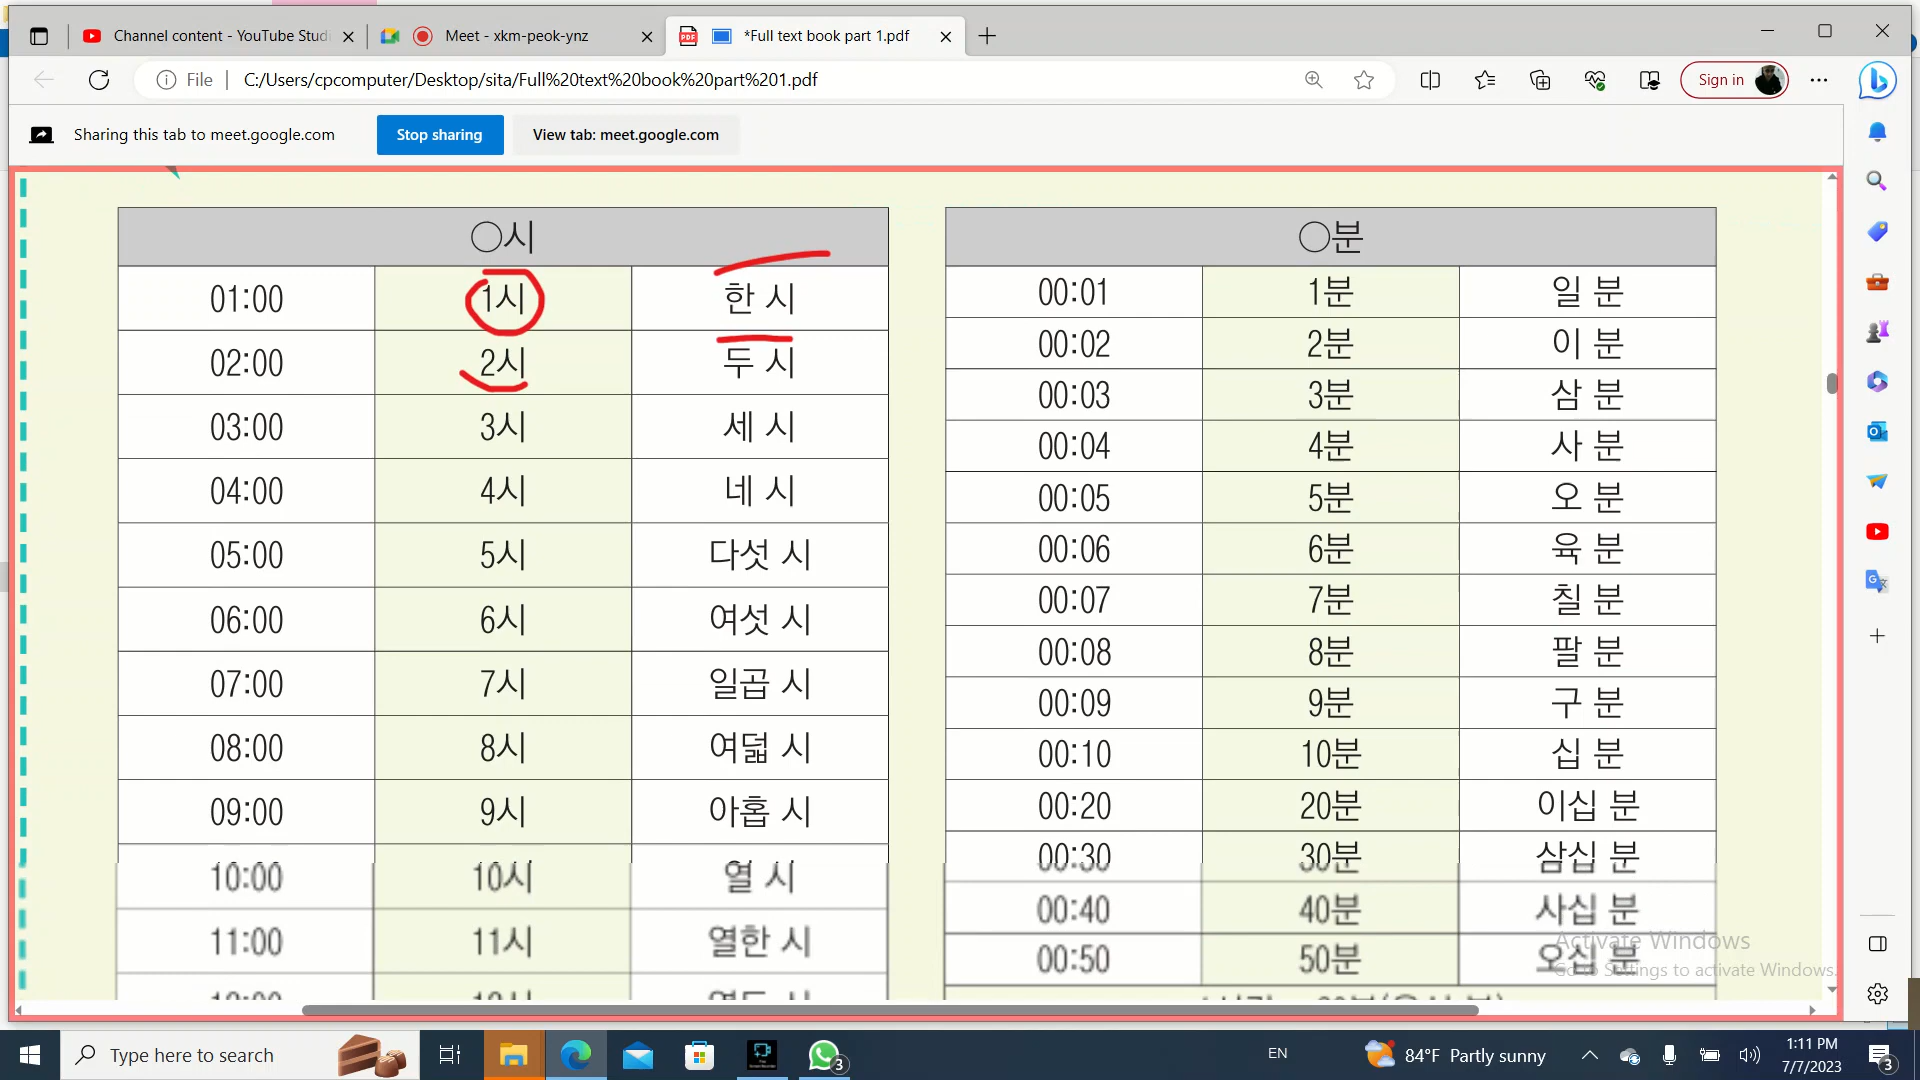 Channel content - YouTube Studi
Meet - xkm-peok-ynz
*Full text book part 1.pdf
File
C:/Users/cpcomputer/Desktop/sita/Full%20text%20book%20part%201.pdf
Sign in
Sharing this tab to meet.google.com
Stop sharing
View tab: meet.google.com
○시
01:00 1시 한 시
02:00 2시 두 시
03:00 3시 세 시
04:00 4시 네 시
05:00 5시 다섯 시
06:00 6시 여섯 시
07:00 7시 일곱 시
08:00 8시 여덟 시
09:00 9시 아홉 시
10:00 10시 열 시
11:00 11시 열한 시
○분
00:01 1분 일 분
00:02 2분 이 분
00:03 3분 삼 분
00:04 4분 사 분
00:05 5분 오 분
00:06 6분 육 분
00:07 7분 칠 분
00:08 8분 팔 분
00:09 9분 구 분
00:10 10분 십 분
00:20 20분 이십 분
00:30 30분 삼십 분
00:40 40분 사십 분
00:50 50분 오십 분
Activate Windows
Go to Settings to activate Windows.
Type here to search
3
EN
84°F Partly sunny
1:11 PM
7/7/2023
3